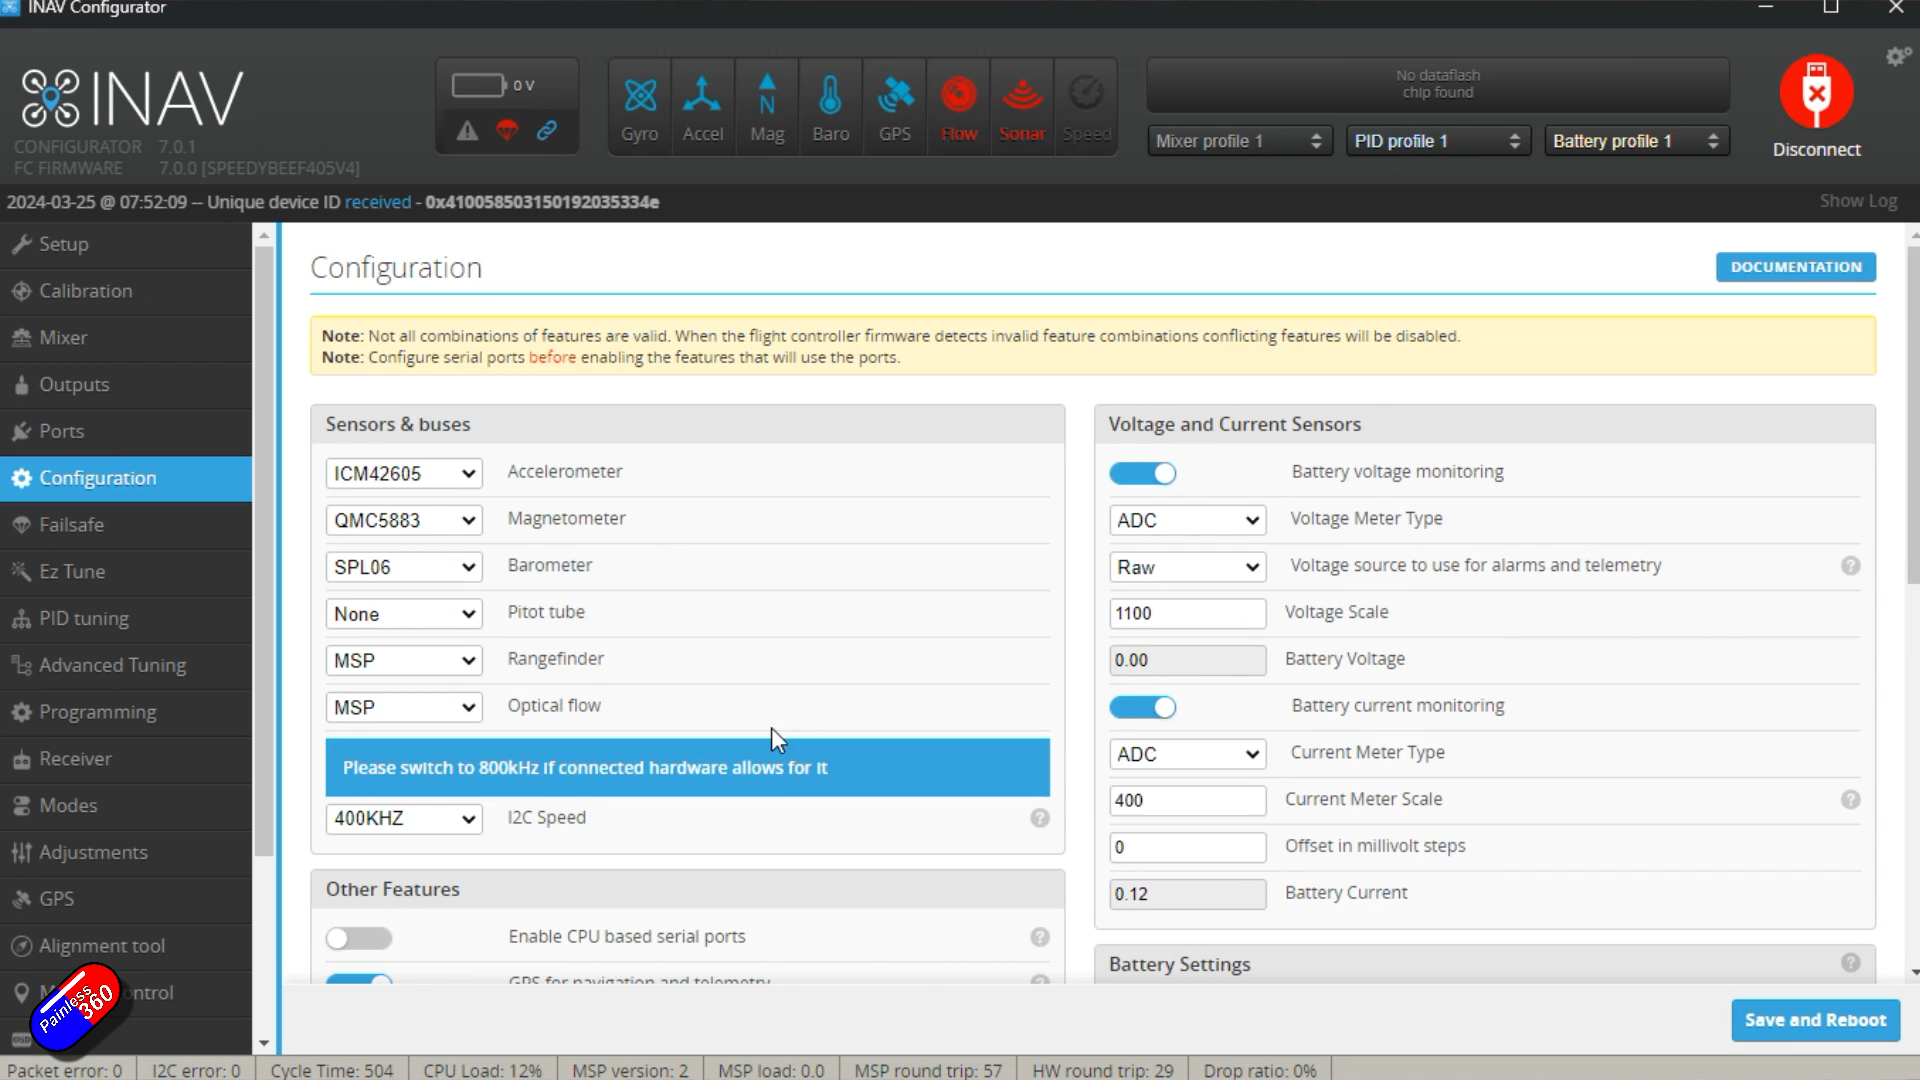 INAV Configurator
INAV
CONFIGURATOR 7.0.1
FC FIRMWARE 7.0.0 [SPEEDYBEEF405V4]
0 V
Gyro
Accel
Mag
Baro
GPS
Flow
Sonar
Speed
No dataflash
chip found
Mixer profile 1
PID profile 1
Battery profile 1
Disconnect
2024-03-25 @ 07:52:09 -- Unique device ID received - 0x410058503150192035334e
Show Log
Setup
Calibration
Mixer
Outputs
Ports
Configuration
Failsafe
Ez Tune
PID tuning
Advanced Tuning
Programming
Receiver
Modes
Adjustments
GPS
Alignment tool
Painless
360
Configuration
DOCUMENTATION
Note: Not all combinations of features are valid. When the flight controller firmware detects invalid feature combinations conflicting features will be disabled.
Note: Configure serial ports before enabling the features that will use the ports.
Sensors & buses
ICM42605 Accelerometer
QMC5883 Magnetometer
SPL06 Barometer
None Pitot tube
MSP Rangefinder
MSP Optical flow
Please switch to 800kHz if connected hardware allows for it
400KHZ I2C Speed ?
Other Features
Enable CPU based serial ports ?
GPS for navigation and telemetry
Voltage and Current Sensors
Battery voltage monitoring
ADC Voltage Meter Type
Raw Voltage source to use for alarms and telemetry ?
1100 Voltage Scale
0.00 Battery Voltage
Battery current monitoring
ADC Current Meter Type
400 Current Meter Scale ?
0 Offset in millivolt steps
0.12 Battery Current
Battery Settings ?
Save and Reboot
Packet error: 0
I2C error: 0
Cycle Time: 504
CPU Load: 12%
MSP version: 2
MSP load: 0.0
MSP round trip: 57
HW round trip: 29
Drop ratio: 0%